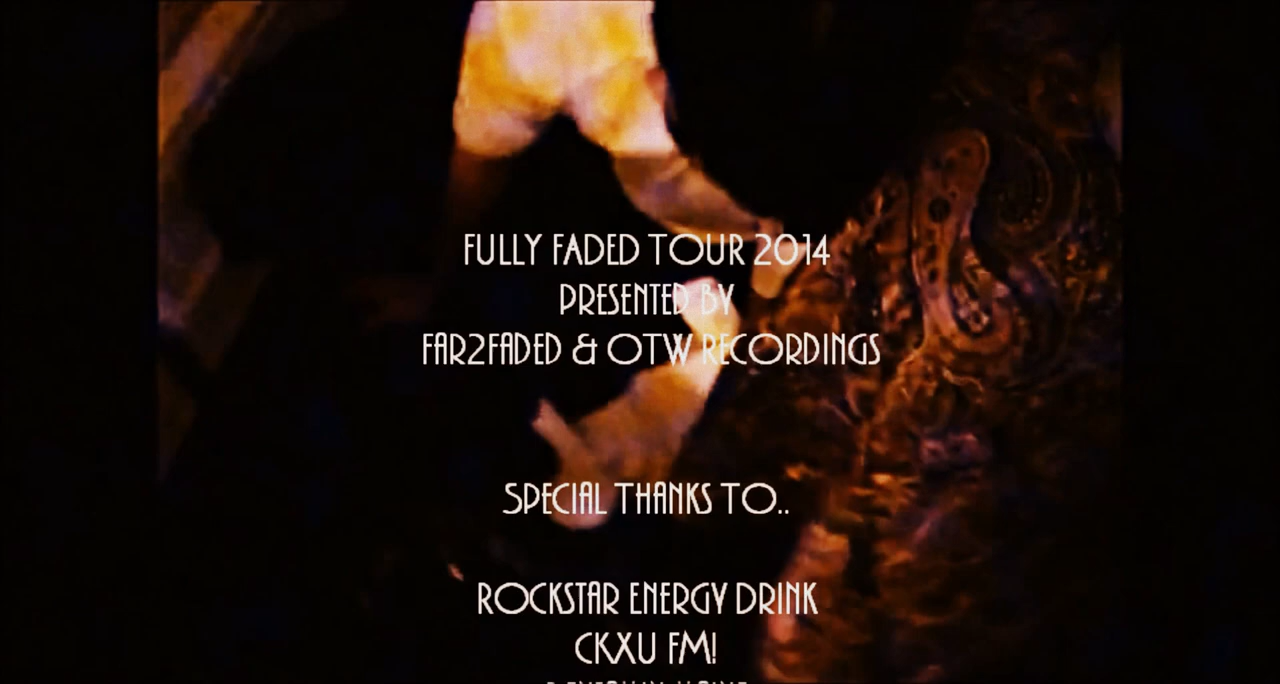 FULLY FADED TOUR 2014
PRESENTED BY
FAR2FADED & OTW RECORDINGS
SPECIAL THANKS TO..
ROCKSTAR ENERGY DRINK
CKXU FM!